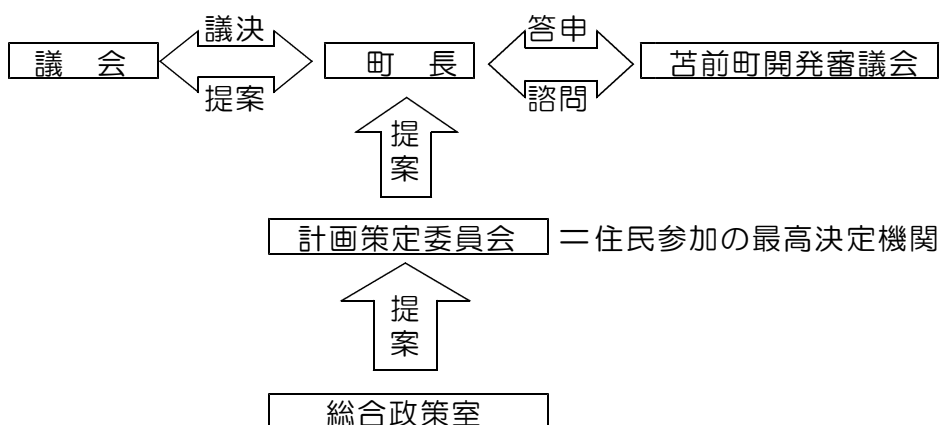 議決
議　会
町　長
提案
答申
苫前町開発審議会
諮問
提案
計画策定委員会
＝住民参加の最高決定機関
提案
総合政策室